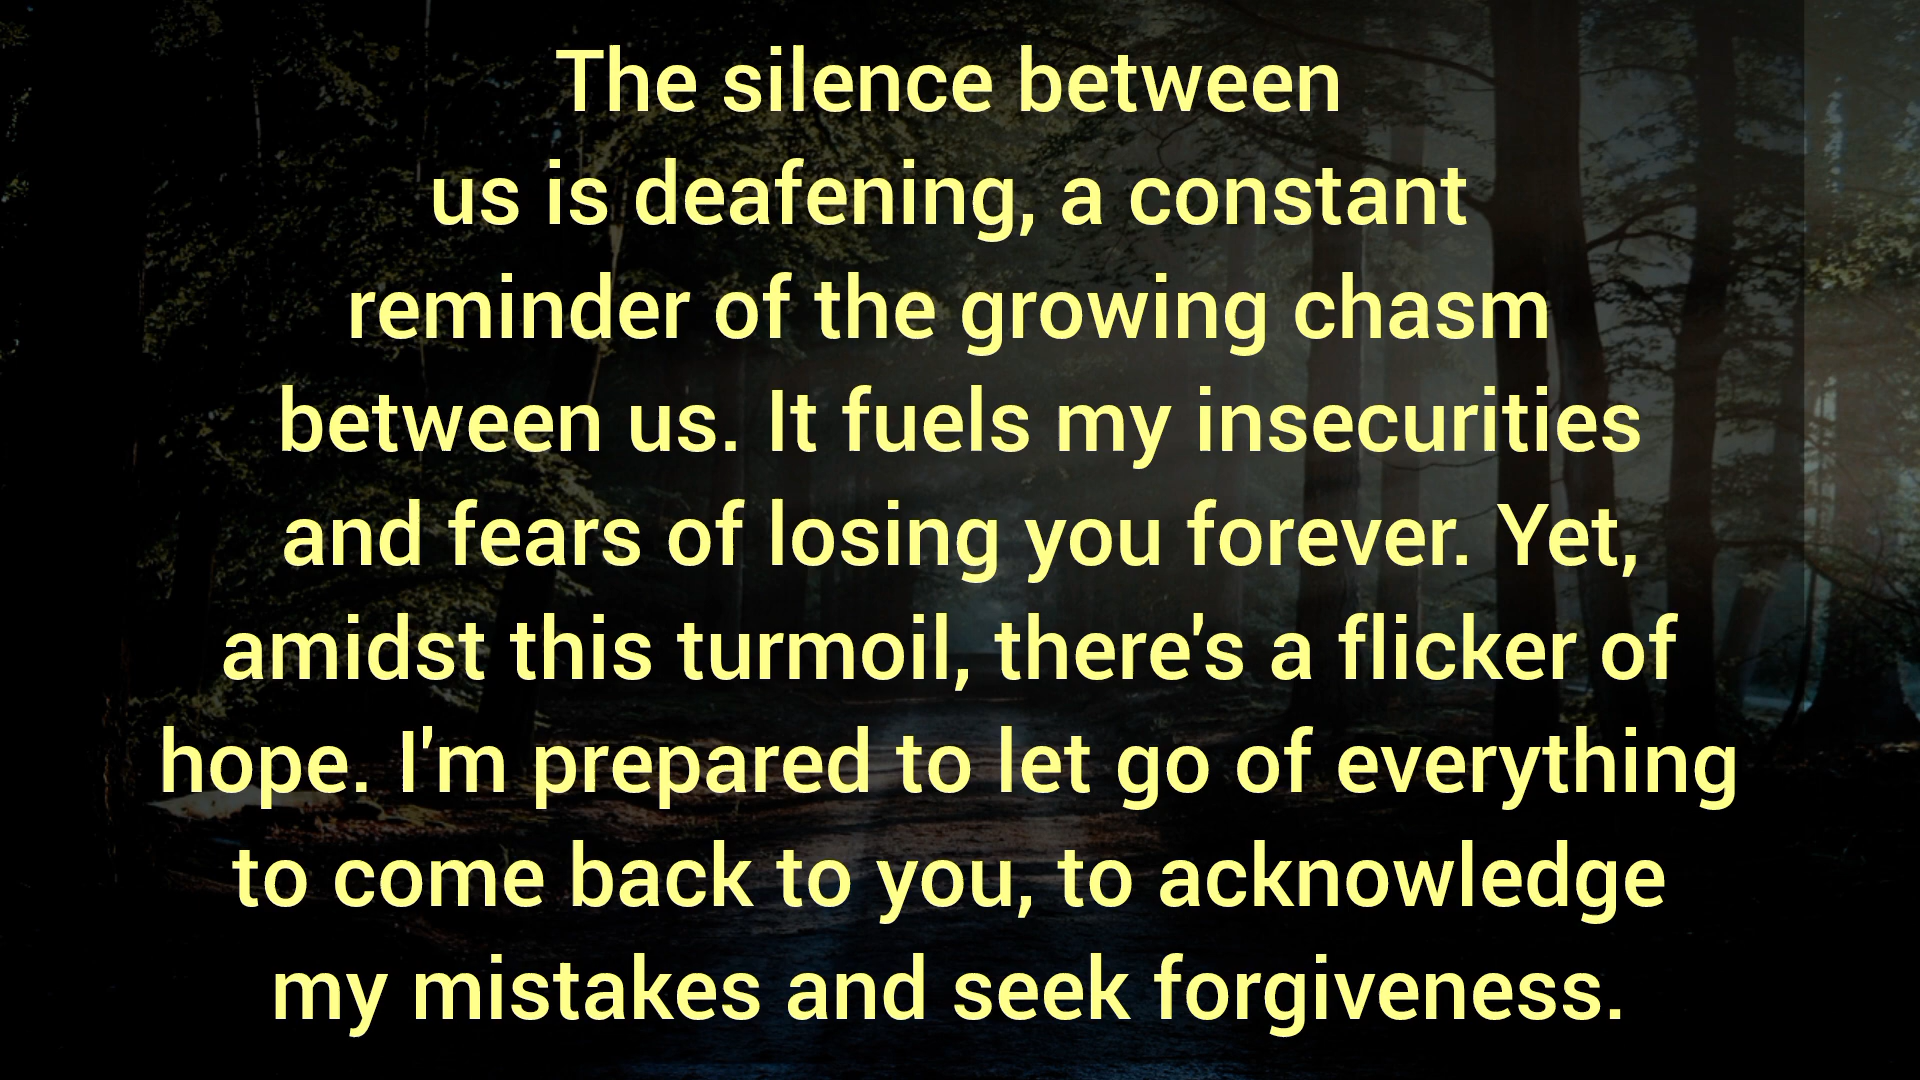 The silence between
us is deafening, a constant
reminder of the growing chasm
between us. It fuels my insecurities
and fears of losing you forever. Yet,
amidst this turmoil, there's a flicker of
hope. I'm prepared to let go of everything
to come back to you, to acknowledge
my mistakes and seek forgiveness.